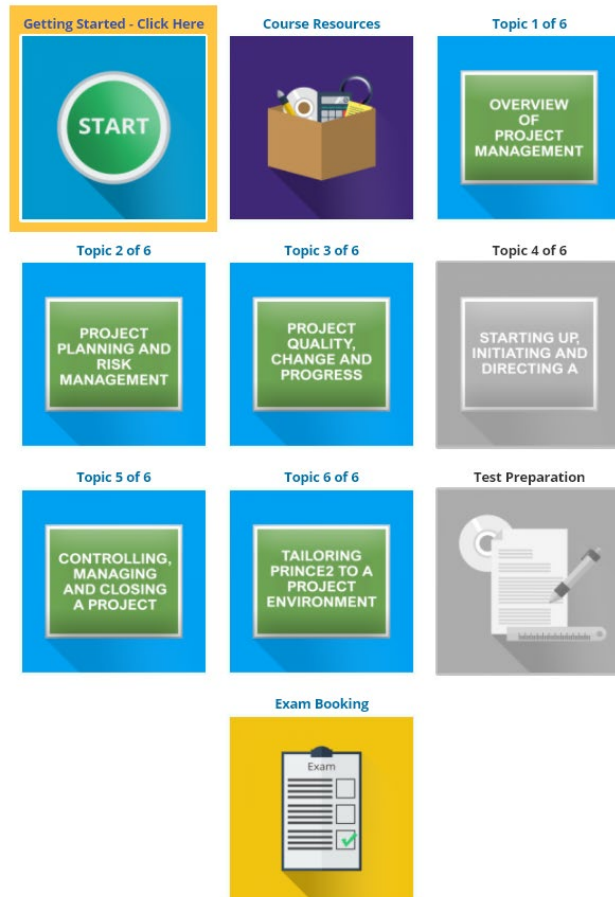 Getting Started - Click Here
START
Course Resources
Topic 1 of 6
OVERVIEW
OF
PROJECT
MANAGEMENT
Topic 2 of 6
PROJECT
PLANNING AND
RISK
MANAGEMENT
Topic 3 of 6
PROJECT
QUALITY,
CHANGE AND
PROGRESS
Topic 4 of 6
STARTING UP,
INITIATING AND
DIRECTING A
Topic 5 of 6
CONTROLLING,
MANAGING
AND CLOSING
A PROJECT
Topic 6 of 6
TAILORING
PRINCE2 TO A
PROJECT
ENVIRONMENT
Test Preparation
Exam Booking
Exam